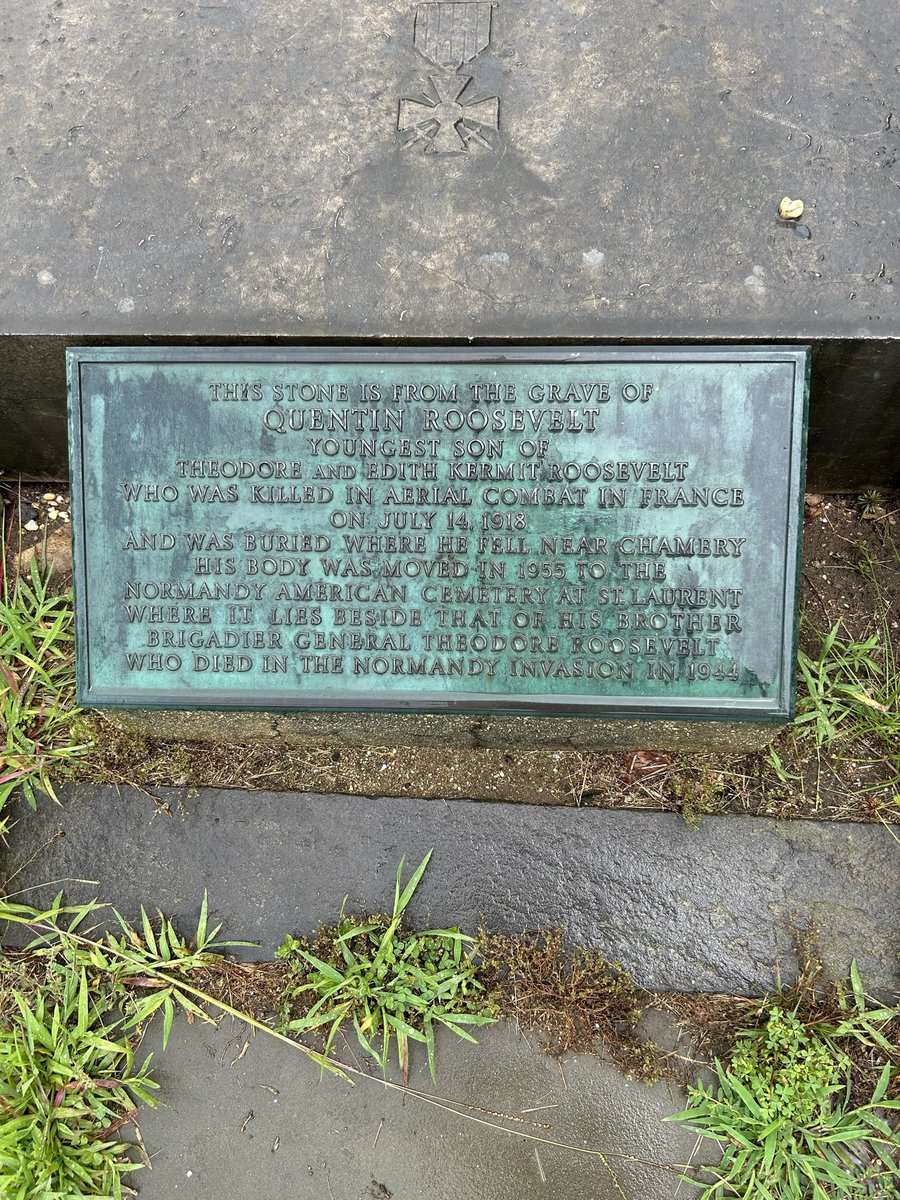 THIS STONE IS FROM THE GRAVE OF
QUENTIN ROOSEVELT
YOUNGEST SON OF
THEODORE AND EDITH KERMIT ROOSEVELT
WHO WAS KILLED IN AERIAL COMBAT IN FRANCE
ON JULY 14, 1918
AND WAS BURIED WHERE HE FELL NEAR CHAMERY
HIS BODY WAS MOVED IN 1955 TO THE
NORMANDY AMERICAN CEMETERY AT ST. LAURENT
WHERE IT LIES BESIDE THAT OF HIS BROTHER
BRIGADIER GENERAL THEODORE ROOSEVELT
WHO DIED IN THE NORMANDY INVASION IN 1944